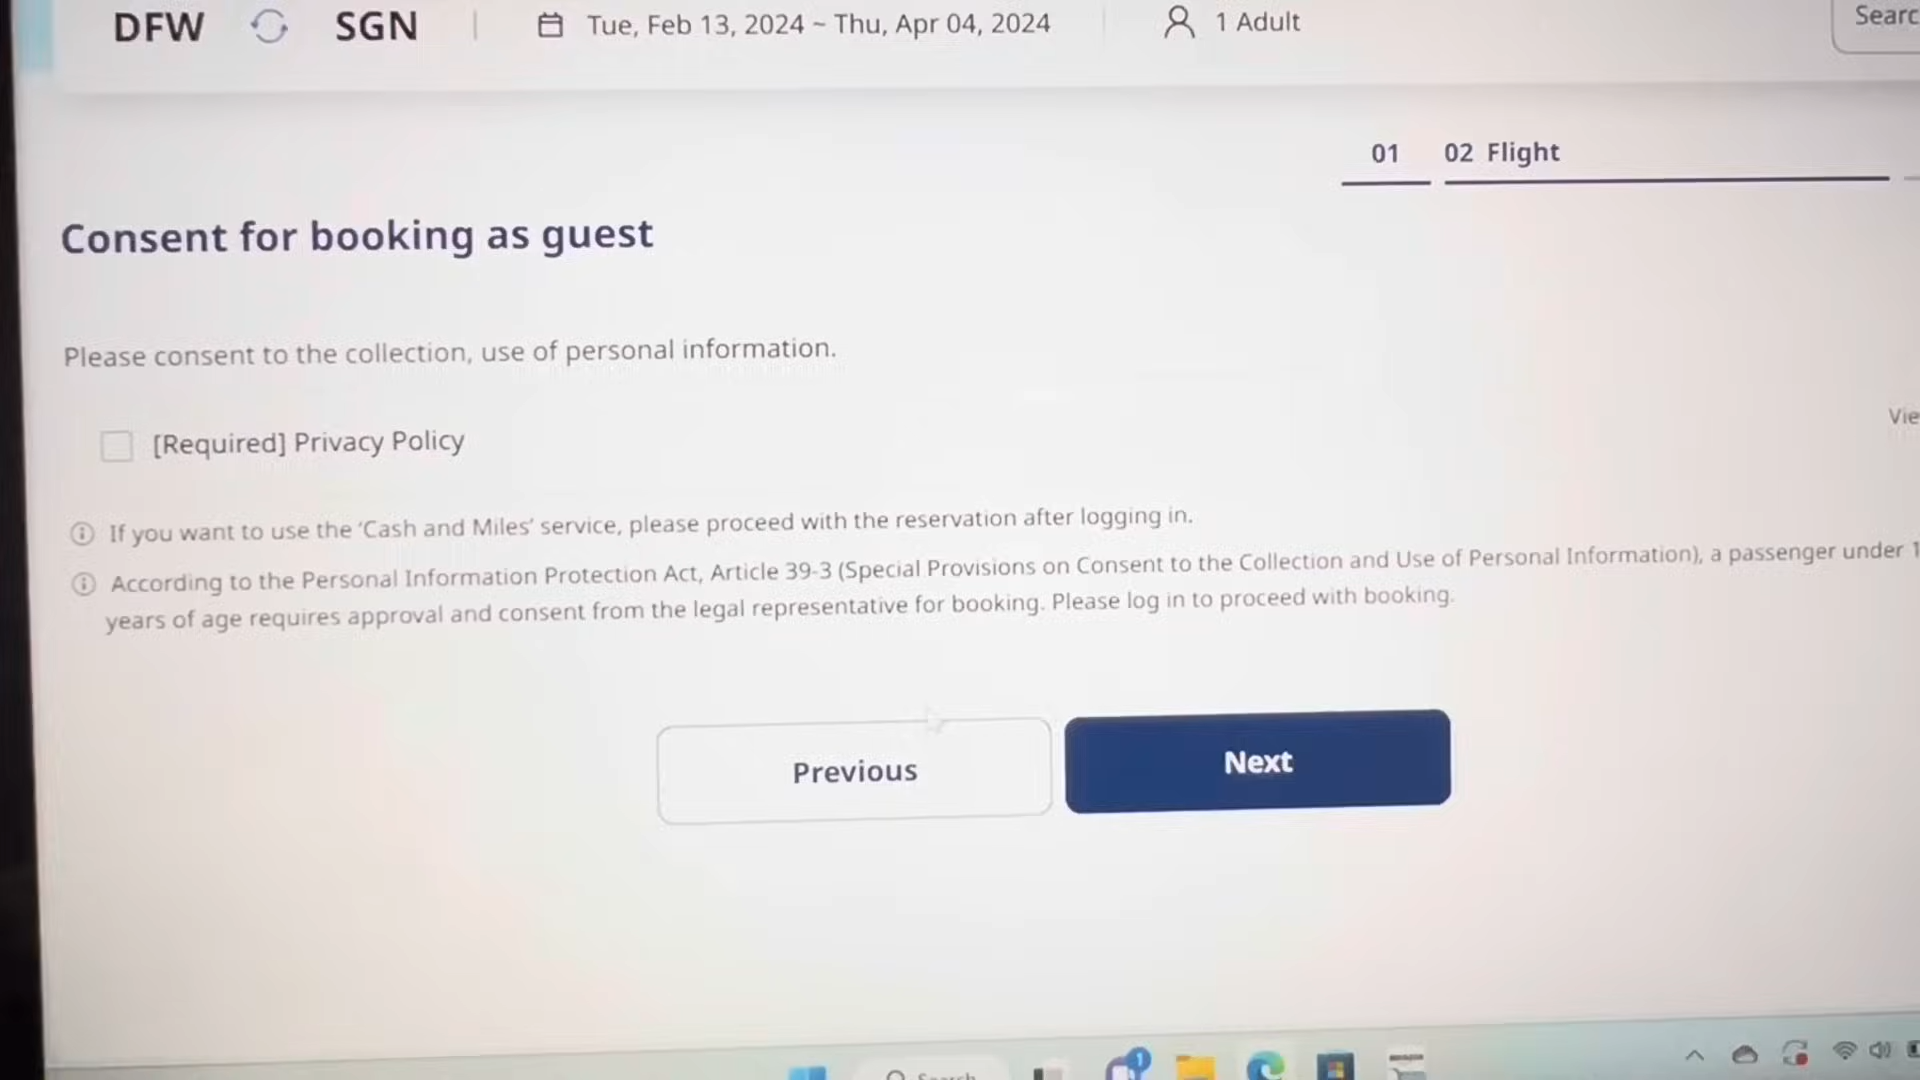 DFW SGN Tue, Feb 13, 2024 ~ Thu, Apr 04, 2024 1 Adult
01 02 Flight
Consent for booking as guest
Please consent to the collection, use of personal information.
[Required] Privacy Policy
If you want to use the ‘Cash and Miles’ service, please proceed with the reservation after logging in.
According to the Personal Information Protection Act, Article 39-3 (Special Provisions on Consent to the Collection and Use of Personal Information), a passenger under
years of age requires approval and consent from the legal representative for booking. Please log in to proceed with booking.
Previous Next
1